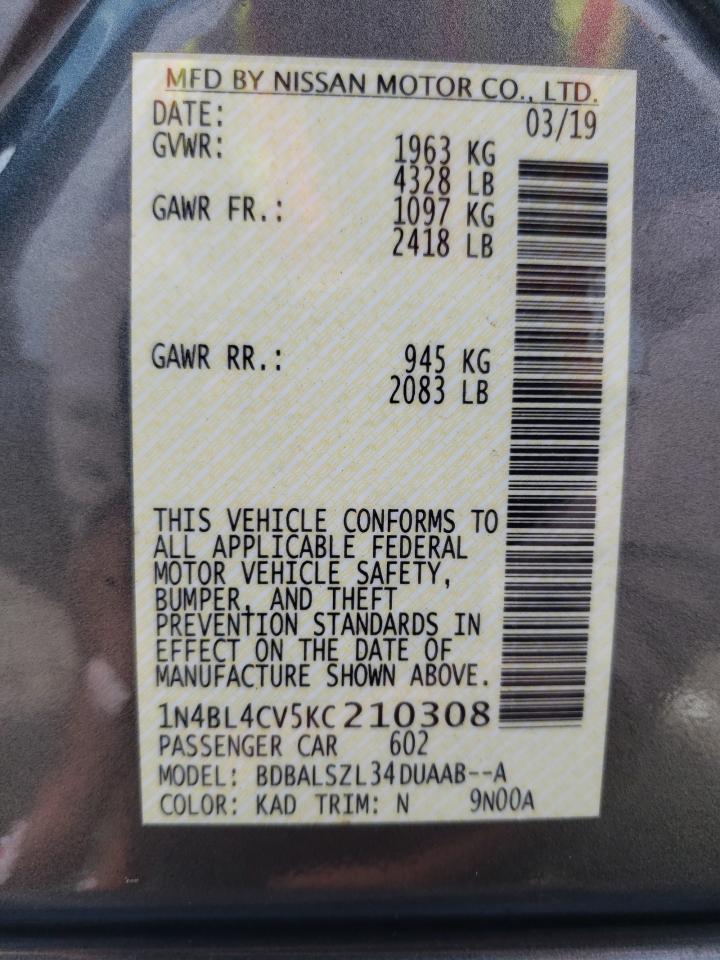 MFD BY NISSAN MOTOR CO., LTD.
DATE: 03/19
GVWR: 1963 KG
4328 LB
GAWR FR.: 1097 KG
2418 LB
GAWR RR.: 945 KG
2083 LB
THIS VEHICLE CONFORMS TO
ALL APPLICABLE FEDERAL
MOTOR VEHICLE SAFETY,
BUMPER, AND THEFT
PREVENTION STANDARDS IN
EFFECT ON THE DATE OF
MANUFACTURE SHOWN ABOVE.
1N4BL4CV5KC210308
PASSENGER CAR 602
MODEL: BDBALSZL34DUAAB--A
COLOR: KAD TRIM: N 9N00A